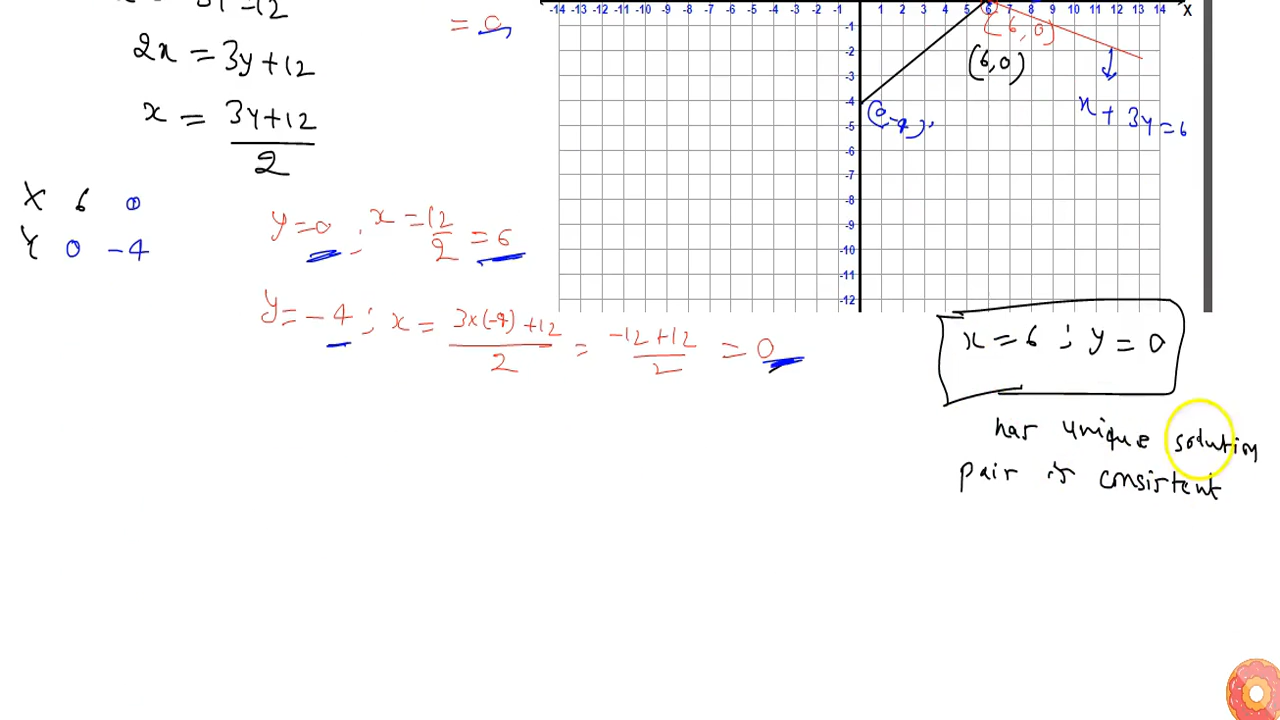 = 0
2x = 3y+12
x = 3y+12
2
X 6 0
Y 0 -4
y=0 ; x = 12/2 = 6
y = -4 ; x = 3x(-4) +12 / 2 = -12+12 / 2 = 0
-14 -13 -12 -11 -10 -9 -8 -7 -6 -5 -4 -3 -2 -1 1 2 3 4 5 6 7 8 9 10 11 12 13 14 X
-1
-2
-3
-4
-5
-6
-7
-8
-9
-10
-11
-12
(6,0)
(6,0)
(0,-4)
x + 3y = 6
x = 6 ; y = 0
has unique solution
pair is consistent